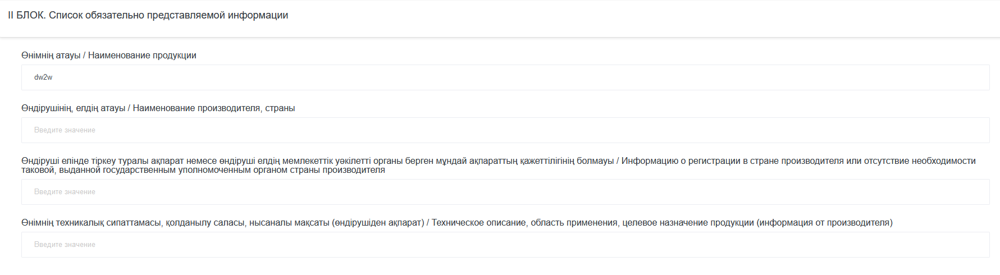 II БЛОК. Список обязательно представляемой информации
Өнімнің атауы / Наименование продукции
dw2w
Өндірушінің, елдің атауы / Наименование производителя, страны
Введите значение
Өндіруші елінде тіркеу туралы ақпарат немесе өндіруші елдің мемлекеттік уәкілетті органы берген мұндай ақпараттың қажеттілігінің болмауы / Информацию о регистрации в стране производителя или отсутствие необходимости
таковой, выданной государственным уполномоченным органом страны производителя
Введите значение
Өнімнің техникалық сипаттамасы, қолданылу саласы, нысаналы мақсаты (өндірушіден ақпарат) / Техническое описание, область применения, целевое назначение продукции (информация от производителя)
Введите значение